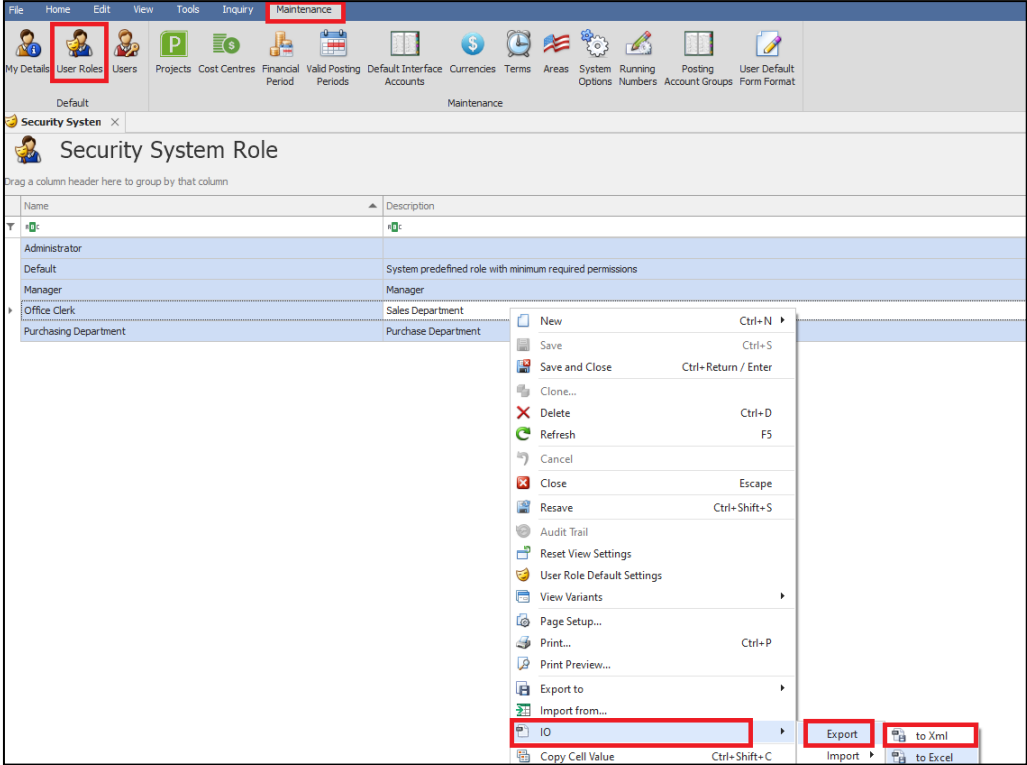 File Home Edit View Tools Inquiry Maintenance
My Details User Roles Users Projects Cost Centres Financial Period Valid Posting Periods Default Interface Accounts Currencies Terms Areas System Options Running Numbers Posting Account Groups User Default Form Format
Default Maintenance
Security System
Security System Role
Drag a column header here to group by that column
Name Description
Administrator
Default System predefined role with minimum required permissions
Manager Manager
Office Clerk Sales Department
Purchasing Department Purchase Department
New Ctrl+N
Save Ctrl+S
Save and Close Ctrl+Return / Enter
Clone...
Delete Ctrl+D
Refresh F5
Cancel
Close Escape
Resave Ctrl+Shift+S
Audit Trail
Reset View Settings
User Role Default Settings
View Variants
Page Setup...
Print... Ctrl+P
Print Preview...
Export to
Import from...
IO Export to Xml
Copy Cell Value Ctrl+Shift+C Import to Excel